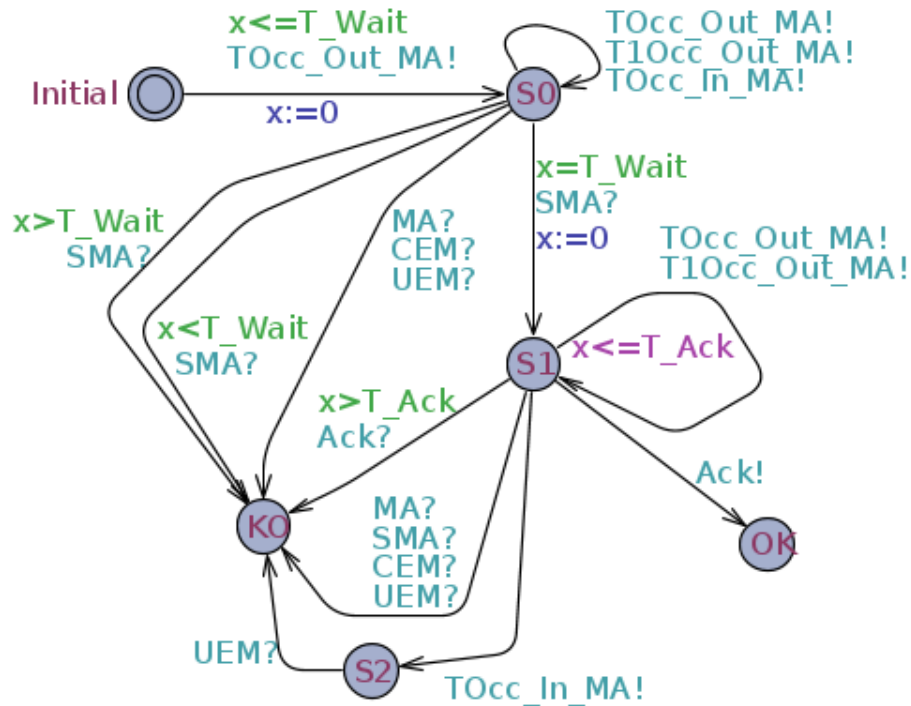 x<=T_Wait
TOcc_Out_MA!
x:=0
Initial
S0
TOcc_Out_MA!
T1Occ_Out_MA!
TOcc_In_MA!
x>T_Wait
SMA?
x<T_Wait
SMA?
MA?
CEM?
UEM?
x=T_Wait
SMA?
x:=0
TOcc_Out_MA!
T1Occ_Out_MA!
x<=T_Ack
S1
x>T_Ack
Ack?
Ack!
KO
MA?
SMA?
CEM?
UEM?
OK
UEM?
S2
TOcc_In_MA!